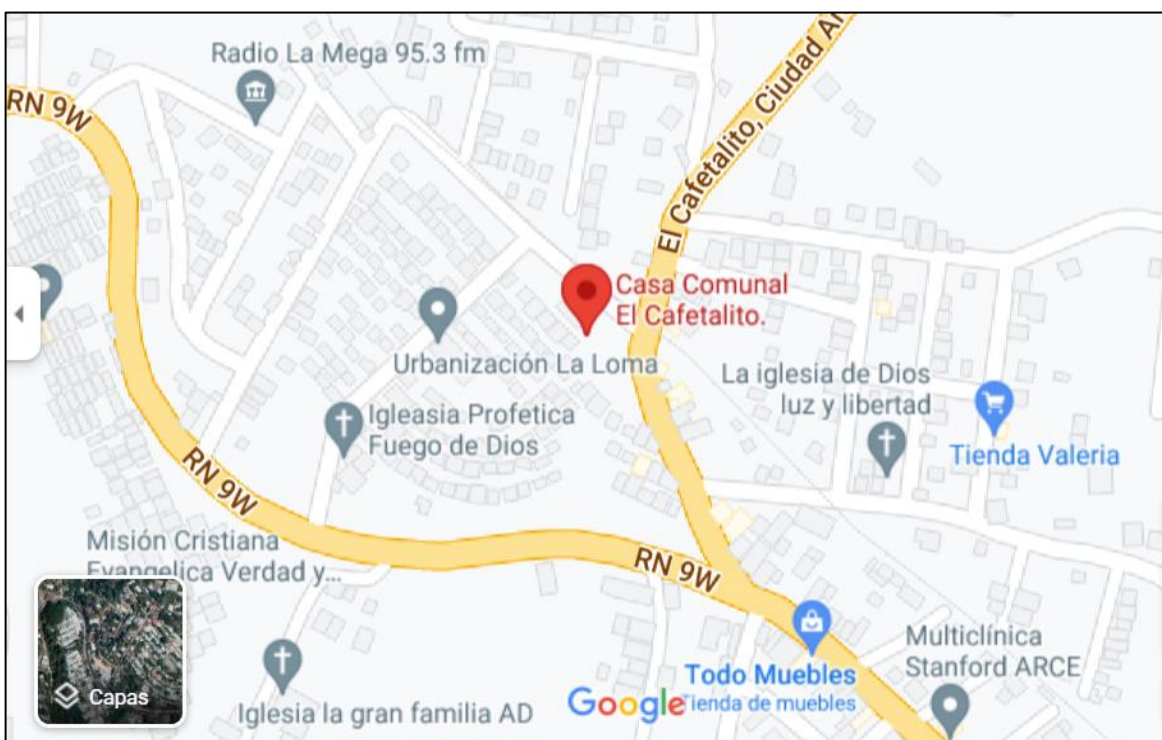 Radio La Mega 95.3 fm
RN 9W
El Cafetalito, Ciudad Ar
Casa Comunal
El Cafetalito.
Urbanización La Loma
La iglesia de Dios
luz y libertad
Igleasia Profetica
Fuego de Dios
Tienda Valeria
RN 9W
Misión Cristiana
Evangelica Verdad y...
RN 9W
Capas
Todo Muebles
Tienda de muebles
Multiclínica
Stanford ARCE
Iglesia la gran familia AD
Google